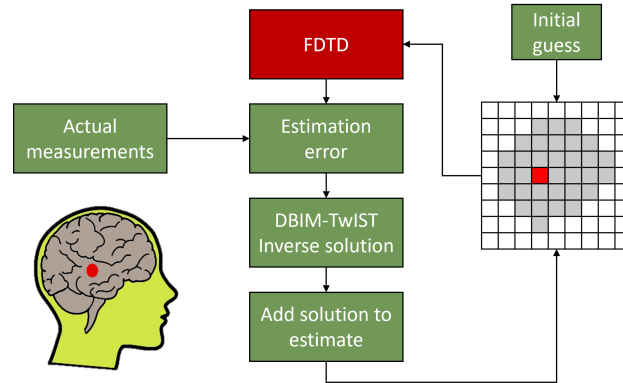 FDTD
Initial
guess
Actual
measurements
Estimation
error
DBIM-TwIST
Inverse solution
Add solution to
estimate